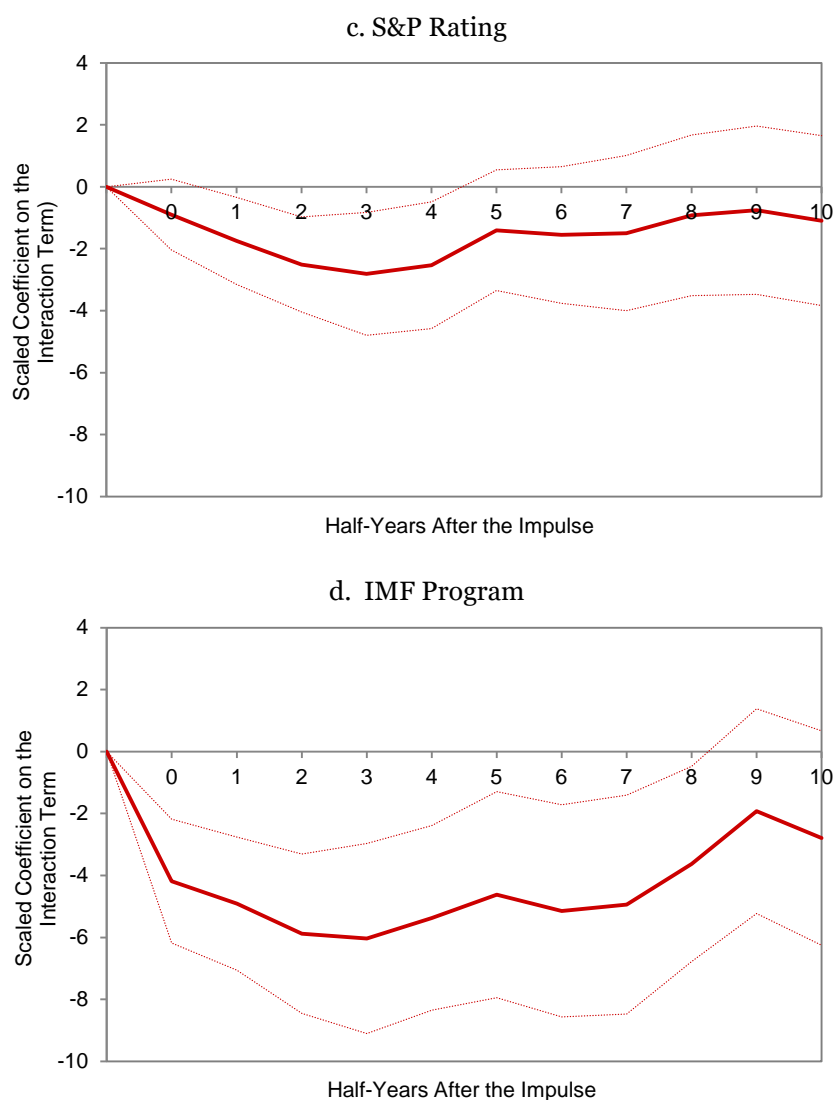 c. S&P Rating
4
2
0
-2
-4
-6
-8
-10
0 1 2 3 4 5 6 7 8 9 10
Scaled Coefficient on the
Interaction Term)
Half-Years After the Impulse
d. IMF Program
4
2
0
-2
-4
-6
-8
-10
0 1 2 3 4 5 6 7 8 9 10
Scaled Coefficient on the
Interaction Term
Half-Years After the Impulse